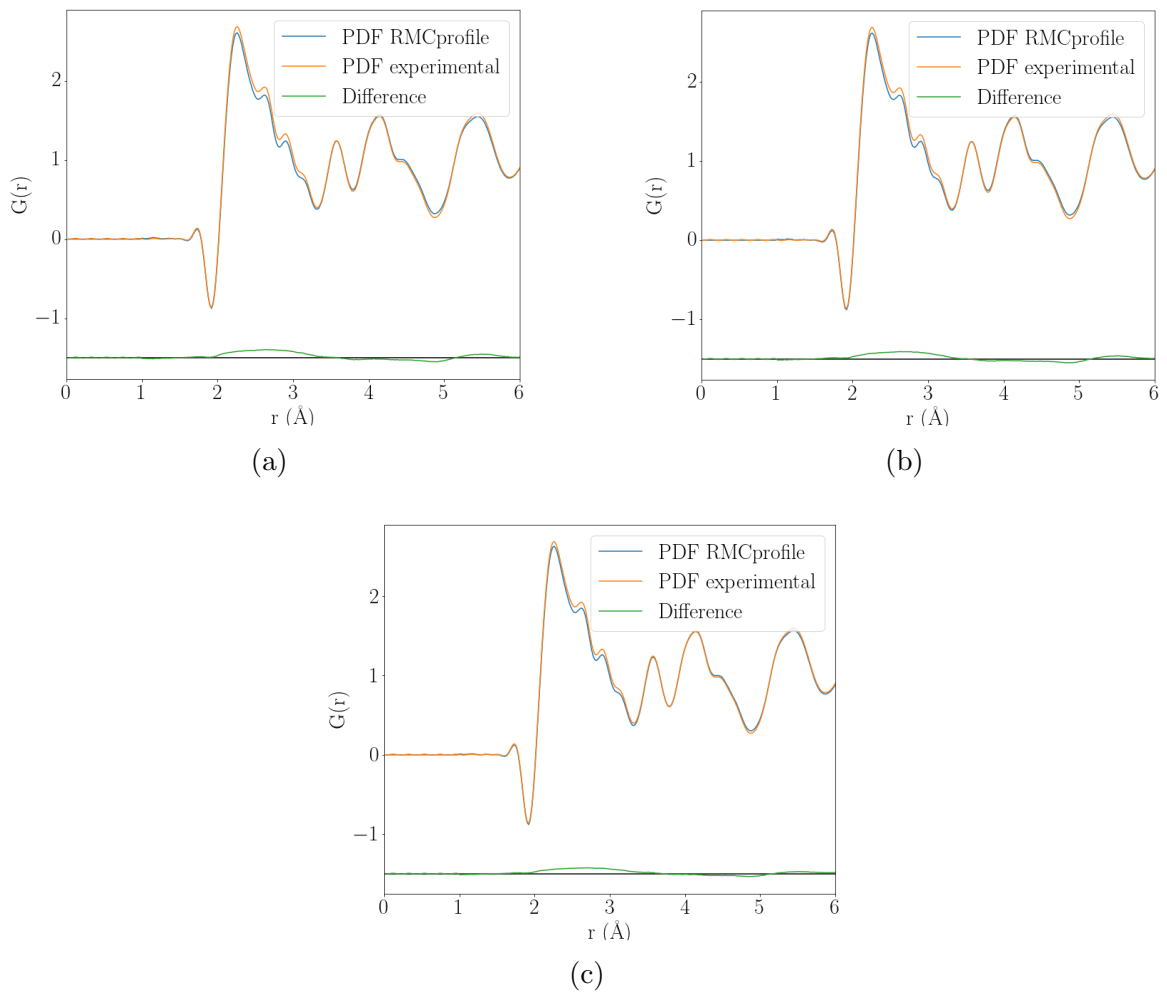 PDF RMCprofile
PDF experimental
Difference
G(r)
2
1
0
−1
0 1 2 3 4 5 6
r (Å)
(a)
PDF RMCprofile
PDF experimental
Difference
G(r)
2
1
0
−1
0 1 2 3 4 5 6
r (Å)
(b)
PDF RMCprofile
PDF experimental
Difference
G(r)
2
1
0
−1
0 1 2 3 4 5 6
r (Å)
(c)